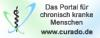 Das Portal für
chronisch kranke
Menschen
www.curado.de